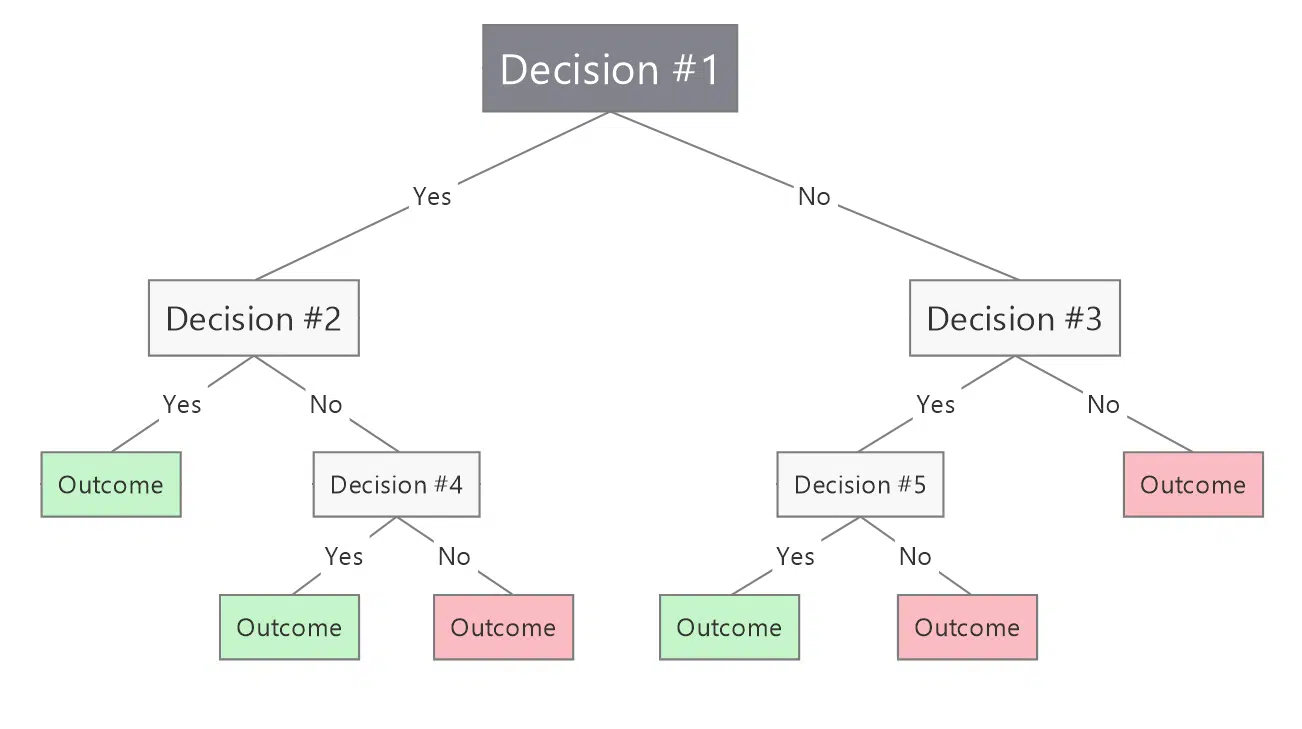 Decision #1
Yes
No
Decision #2
Decision #3
Yes
No
Yes
No
Outcome
Decision #4
Decision #5
Outcome
Yes
No
Yes
No
Outcome
Outcome
Outcome
Outcome